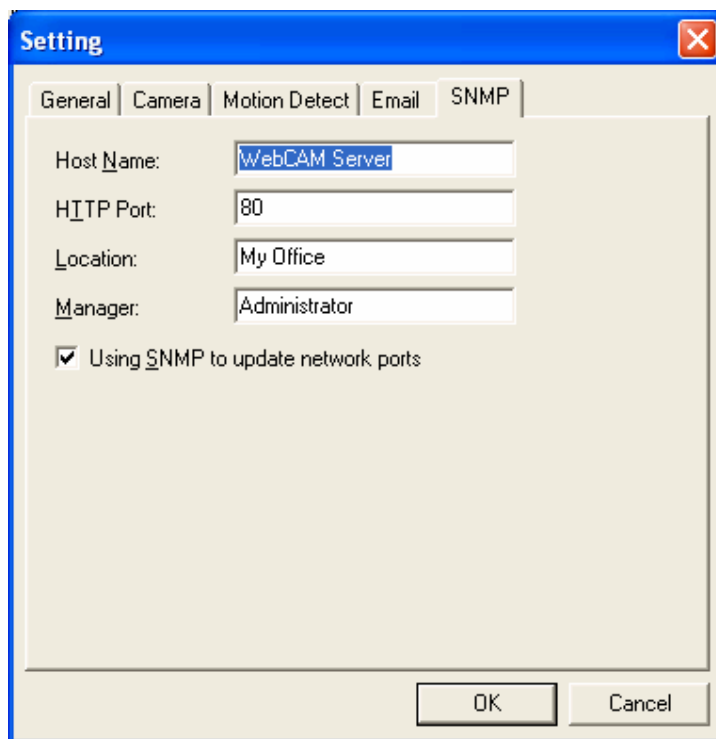 Setting
General Camera Motion Detect Email SNMP
Host Name: WebCAM Server
HTTP Port: 80
Location: My Office
Manager: Administrator
Using SNMP to update network ports
OK Cancel